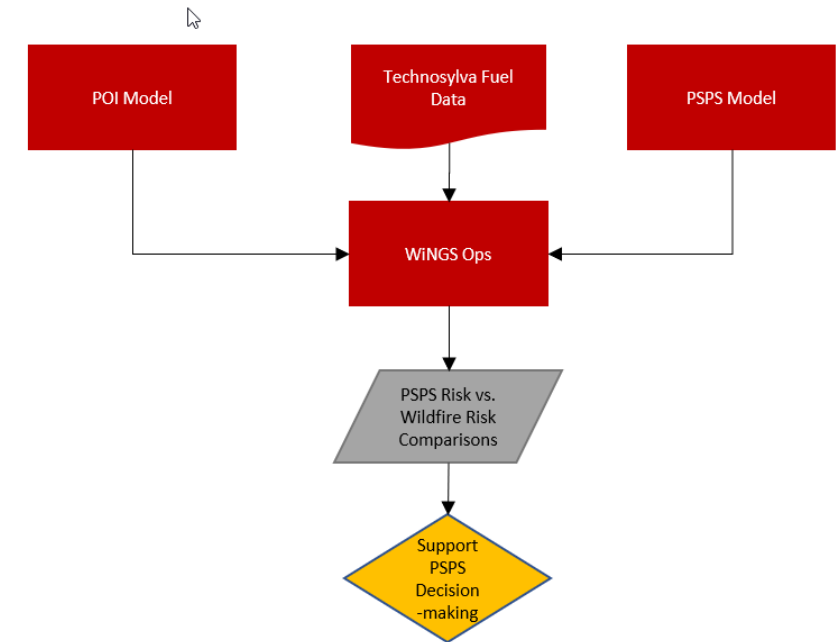 POI Model
Technosylva Fuel
Data
PSPS Model
WiNGS Ops
PSPS Risk vs.
Wildfire Risk
Comparisons
Support
PSPS
Decision
-making